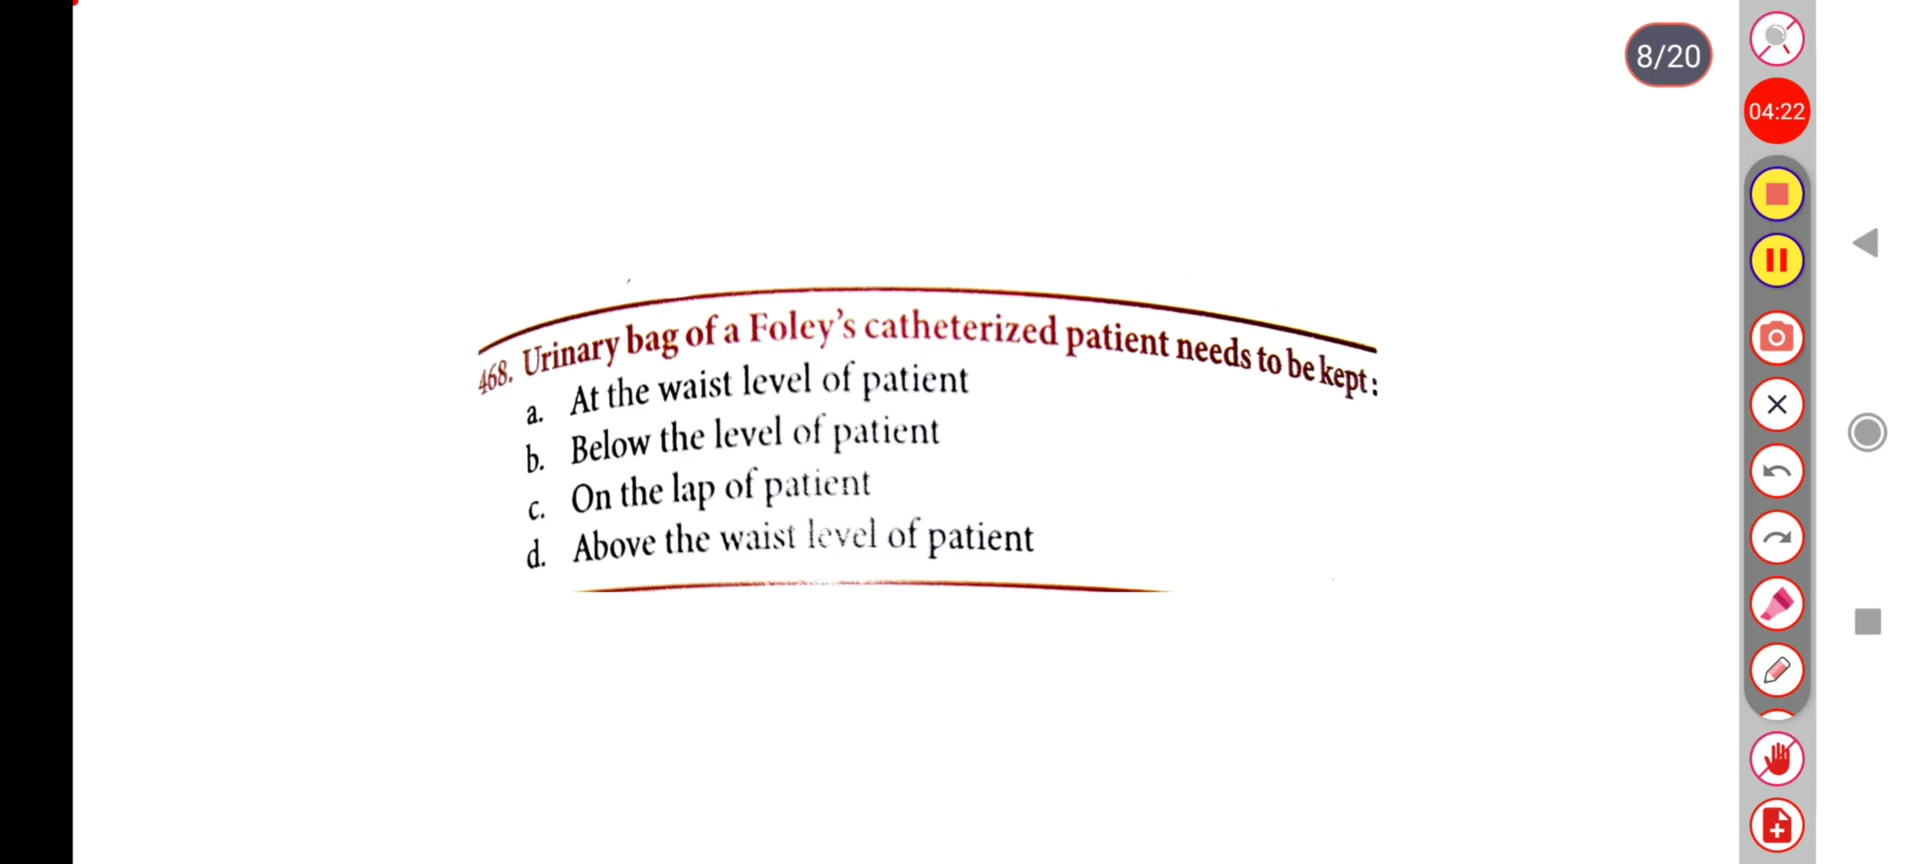 8/20
04:22
468. Urinary bag of a Foley's catheterized patient needs to be kept:
a. At the waist level of patient
b. Below the level of patient
c. On the lap of patient
d. Above the waist level of patient